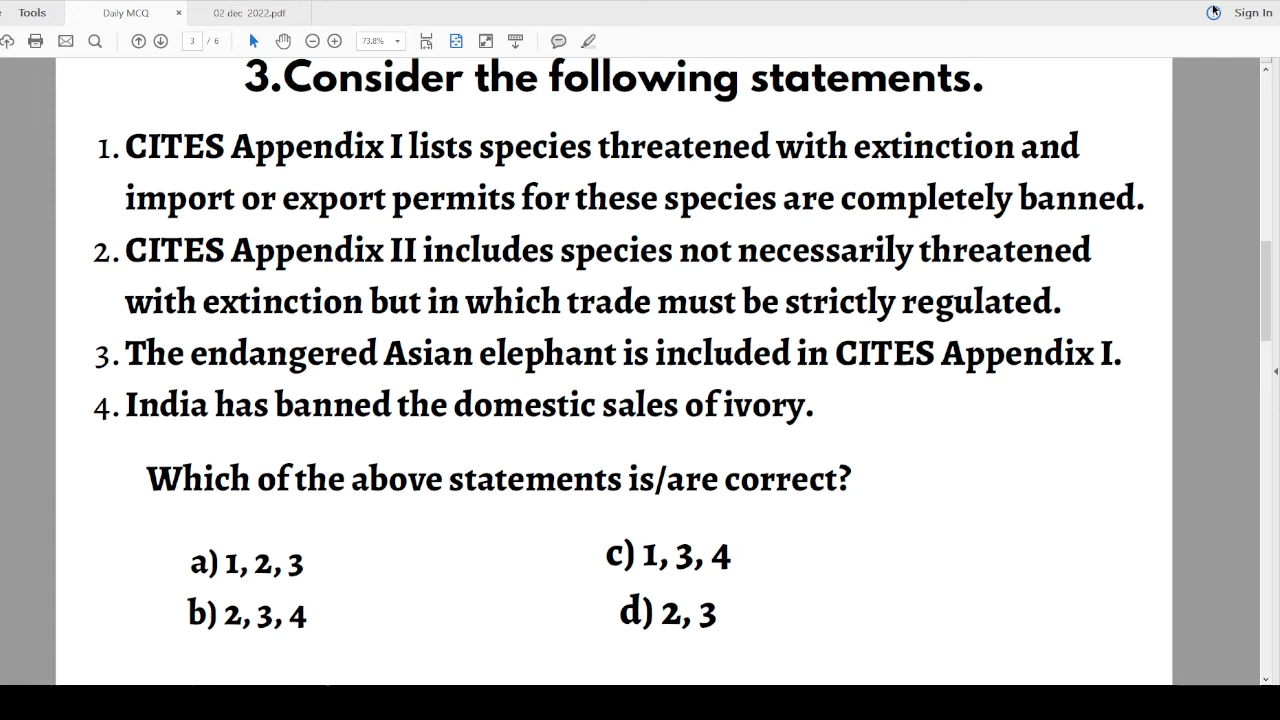 Tools
Daily MCQ
×
02 dec 2022.pdf
Sign In
3 / 6
73.8%
3.Consider the following statements.
1. CITES Appendix I lists species threatened with extinction and
import or export permits for these species are completely banned.
2. CITES Appendix II includes species not necessarily threatened
with extinction but in which trade must be strictly regulated.
3. The endangered Asian elephant is included in CITES Appendix I.
4. India has banned the domestic sales of ivory.
Which of the above statements is/are correct?
a) 1, 2, 3
b) 2, 3, 4
c) 1, 3, 4
d) 2, 3